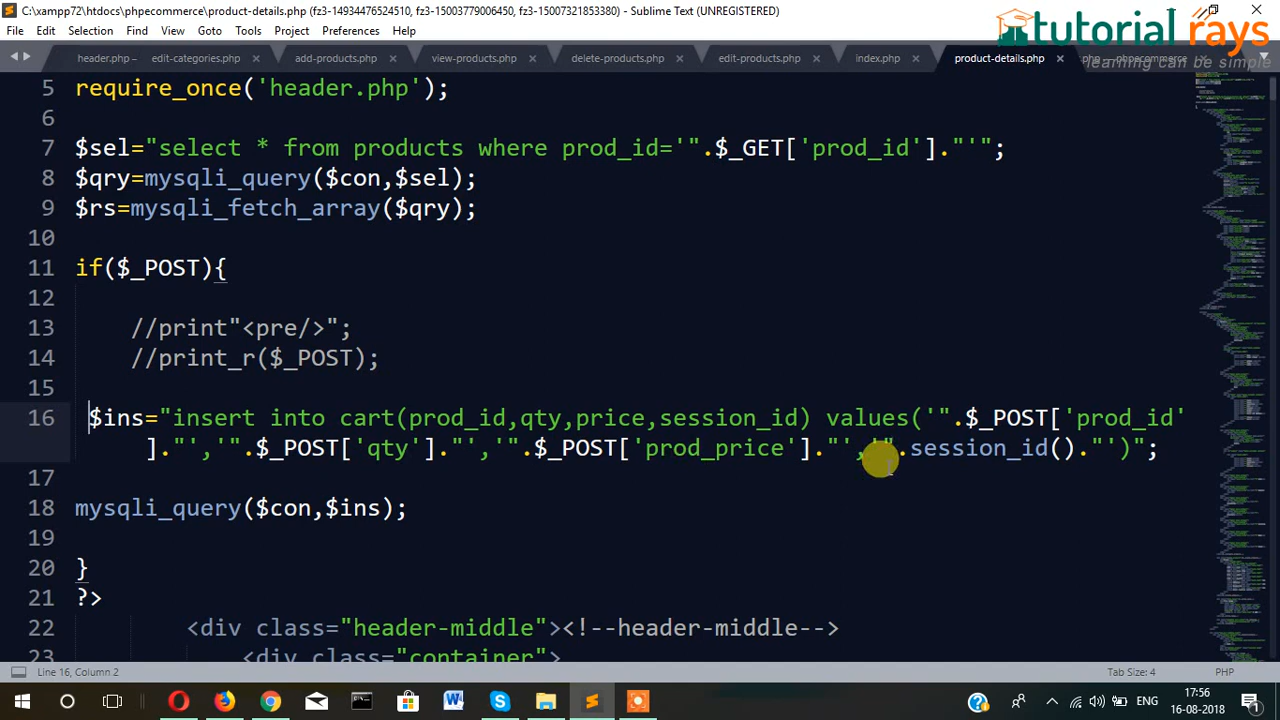 C:\xampp72\htdocs\phpecommerce\product-details.php (fz3-14934476524510, fz3-15003779006450, fz3-15007321853380) - Sublime Text (UNREGISTERED)
File Edit Selection Find View Goto Tools Project Preferences Help
tutorial rays
learning can be simple
header.php — edit-categories.php × add-products.php × view-products.php × delete-products.php × edit-products.php × index.php × product-details.php × php — phpecommerce
5 require_once('header.php');
6
7 $sel="select * from products where prod_id='".$_GET['prod_id']."'";
8 $qry=mysqli_query($con,$sel);
9 $rs=mysqli_fetch_array($qry);
10
11 if($_POST){
12
13 //print"<pre/>";
14 //print_r($_POST);
15
16 $ins="insert into cart(prod_id,qty,price,session_id) values('".$_POST['prod_id'
]."','".$_POST['qty']."','".$_POST['prod_price']."','".session_id()."')";
17
18 mysqli_query($con,$ins);
19
20 }
21 ?>
22 <div class="header-middle"><!--header-middle-->
23 <div class="container">
Line 16, Column 2 Tab Size: 4 PHP
ENG 17:56
16-08-2018